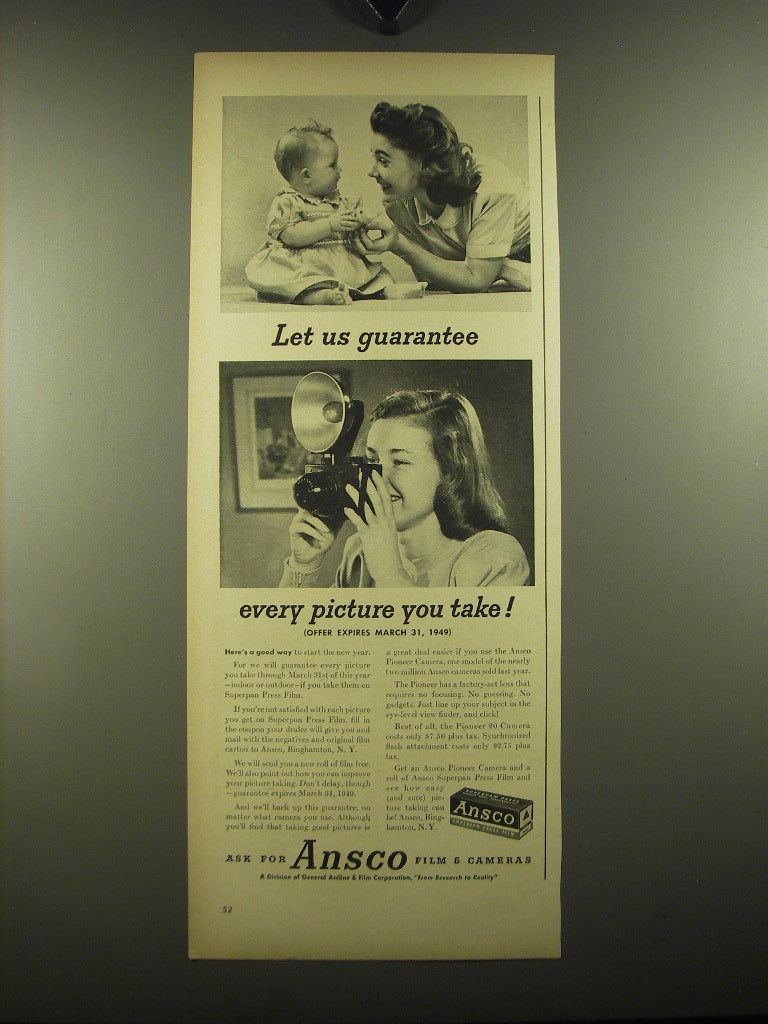 Let us guarantee
every picture you take!
(OFFER EXPIRES MARCH 31, 1949)
Here's a good way to start the new year.
For we will guarantee every picture
you take through March 31st of this year
—indoor or outdoor—if you take them on
Superpan Press Film.
If you're not satisfied with each picture
you get on Superpan Press Film, fill in
the coupon your dealer will give you and
mail with the negatives and original film
carton to Ansco, Binghamton, N. Y.
We will send you a new roll of film free.
We'll also point out how you can improve
your picture taking. Don't delay, though
—guarantee expires March 31, 1949.
And we'll back up this guarantee, no
matter what camera you use. Although
you'll find that taking good pictures is
a great deal easier if you use the Ansco
Pioneer Camera, one model of the nearly
two million Ansco cameras sold last year.
The Pioneer has a factory-set lens that
requires no focusing. No guessing. No
gadgets. Just line up your subject in the
eye-level view finder, and click!
Best of all, the Pioneer 20 Camera
costs only $7.50 plus tax. Synchronized
flash attachment costs only $2.75 plus
tax.
Get an Ansco Pioneer Camera and a
roll of Ansco Superpan Press Film and
see how easy
(and sure) pic-
ture taking can
be! Ansco, Bing-
hamton, N. Y.
SUPERPAN PRESS
Ansco
SUPERPAN PRESS FILM
ASK FOR Ansco FILM & CAMERAS
A Division of General Aniline & Film Corporation, "From Research to Reality"
52